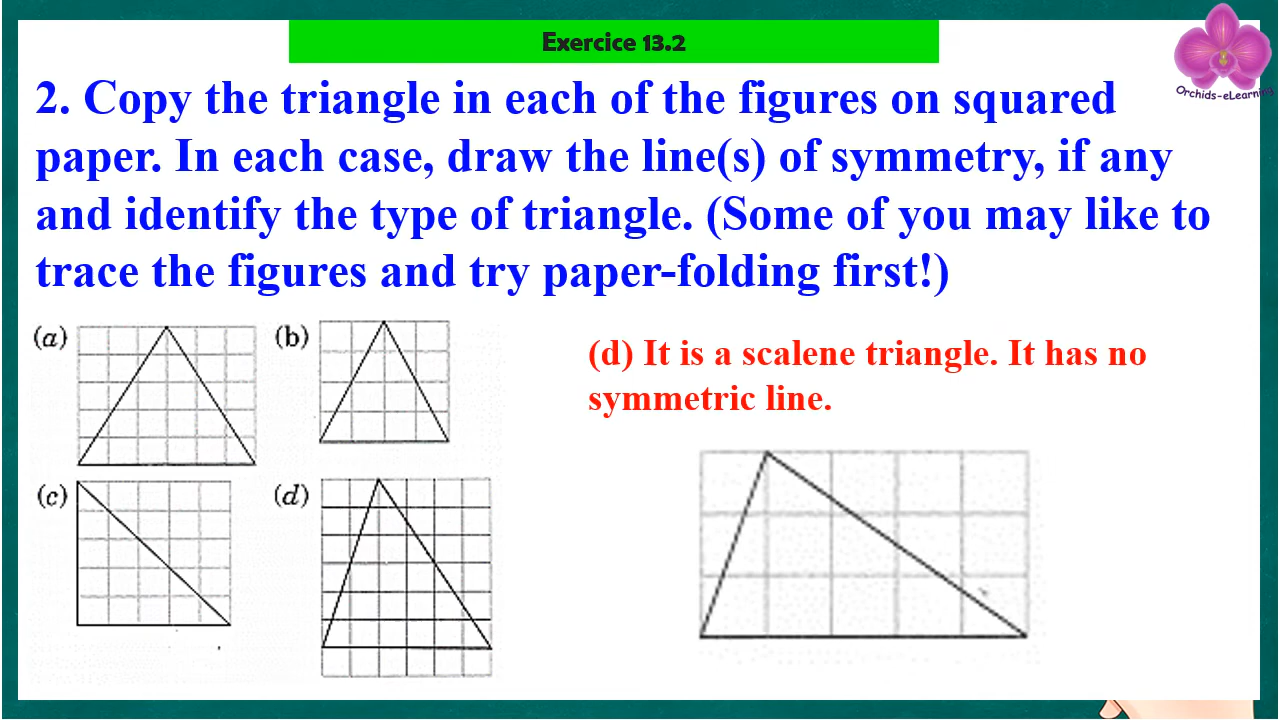 Exercice 13.2
Orchids-eLearning
2. Copy the triangle in each of the figures on squared
paper. In each case, draw the line(s) of symmetry, if any
and identify the type of triangle. (Some of you may like to
trace the figures and try paper-folding first!)
(a)
(b)
(c)
(d)
(d) It is a scalene triangle. It has no
symmetric line.